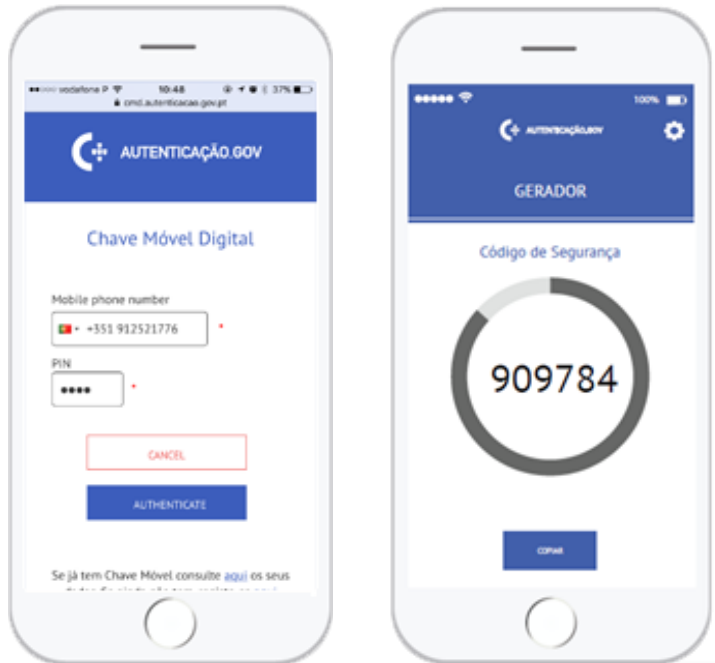 vodafone P 10:48 37%
cmd.autenticacao.gov.pt
AUTENTICAÇÃO.GOV
Chave Móvel Digital
Mobile phone number
+351 912521776 *
PIN
•••• *
CANCEL
AUTHENTICATE
Se já tem Chave Móvel consulte aqui os seus
100%
AUTENTICAÇÃO.GOV
GERADOR
Código de Segurança
909784
COPIAR